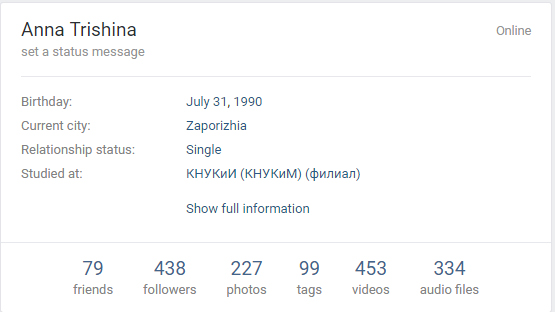 Anna Trishina
Online
set a status message
Birthday: July 31, 1990
Current city: Zaporizhia
Relationship status: Single
Studied at: КНУКиИ (КНУКиМ) (филиал)
Show full information
79 438 227 99 453 334
friends followers photos tags videos audio files